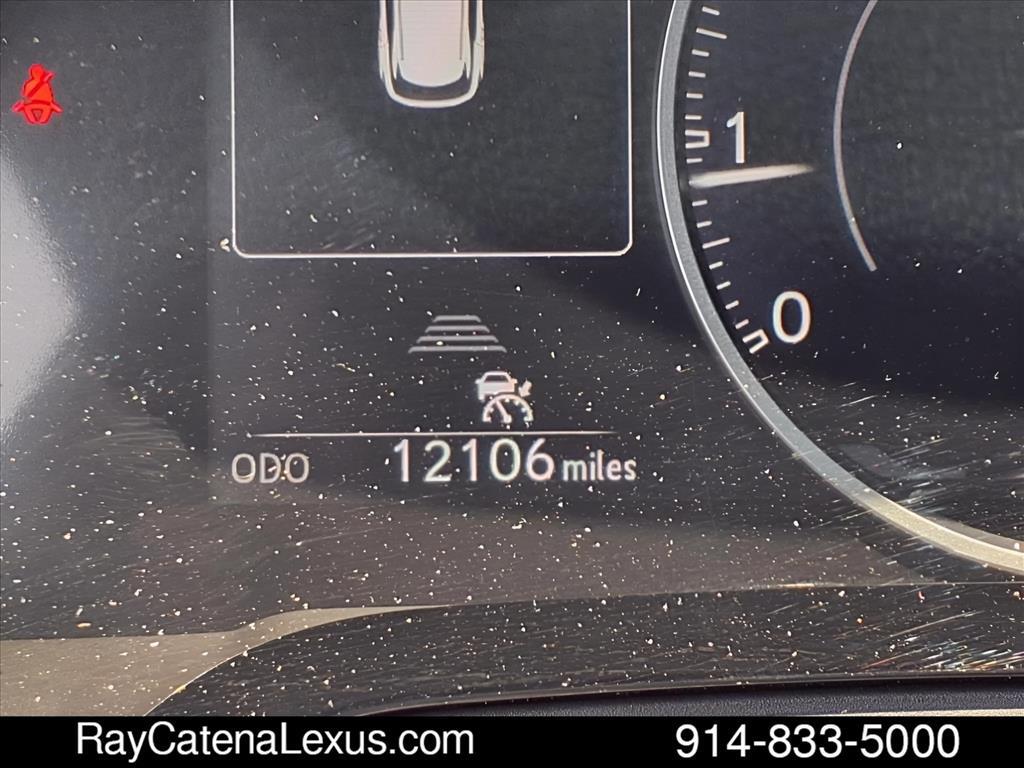 1
0
ODO 12106 miles
RayCatenaLexus.com 914-833-5000